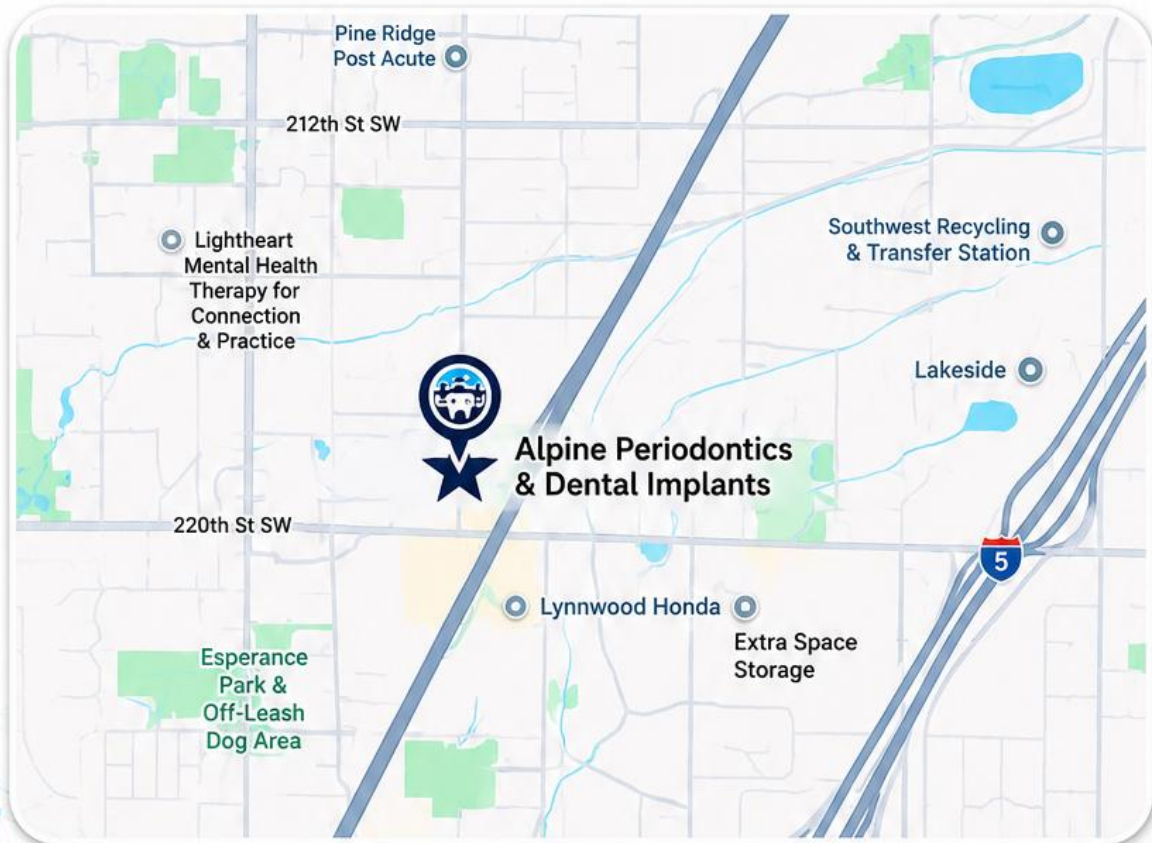 Pine Ridge
Post Acute
212th St SW
Southwest Recycling
& Transfer Station
Lightheart
Mental Health
Therapy for
Connection
& Practice
Lakeside
Alpine Periodontics
& Dental Implants
220th St SW
5
Lynnwood Honda
Extra Space
Storage
Esperance
Park &
Off-Leash
Dog Area